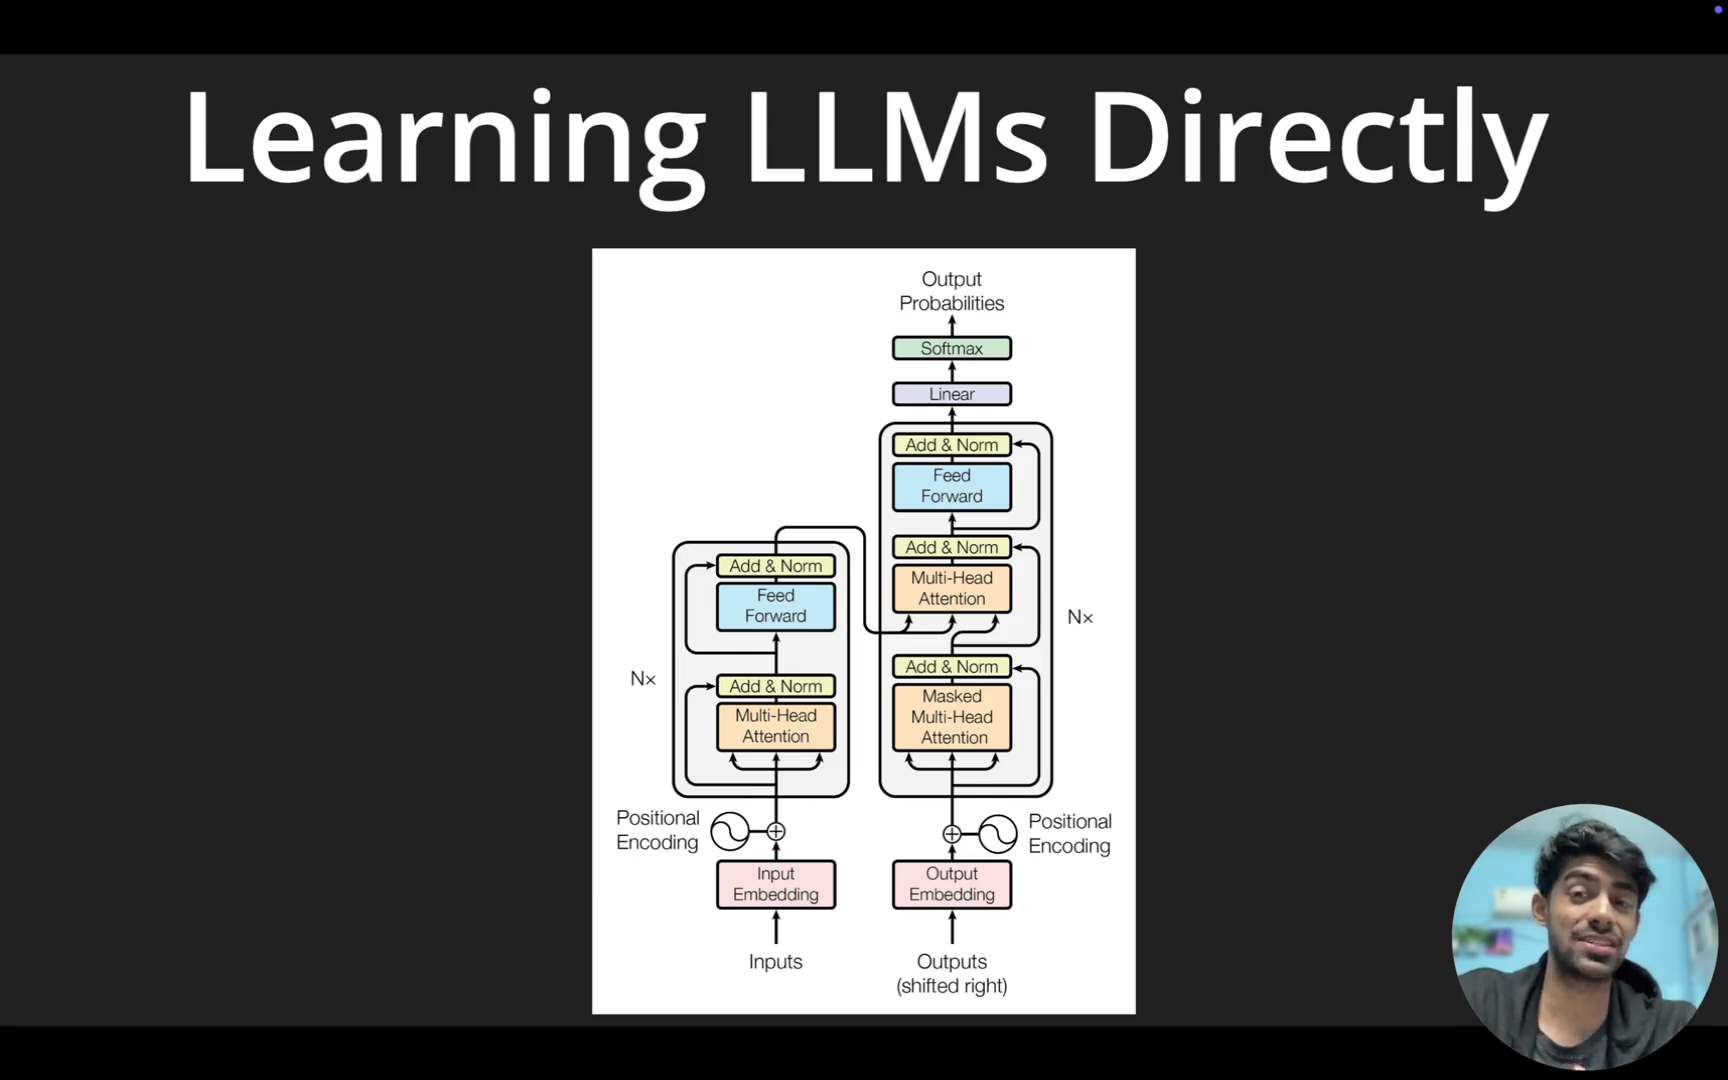 Learning LLMs Directly
Output
Probabilities
Softmax
Linear
Add & Norm
Feed
Forward
Add & Norm
Multi-Head
Attention
Nx
Add & Norm
Masked
Multi-Head
Attention
Add & Norm
Feed
Forward
Nx
Add & Norm
Multi-Head
Attention
Positional
Encoding
Positional
Encoding
Input
Embedding
Output
Embedding
Inputs
Outputs
(shifted right)